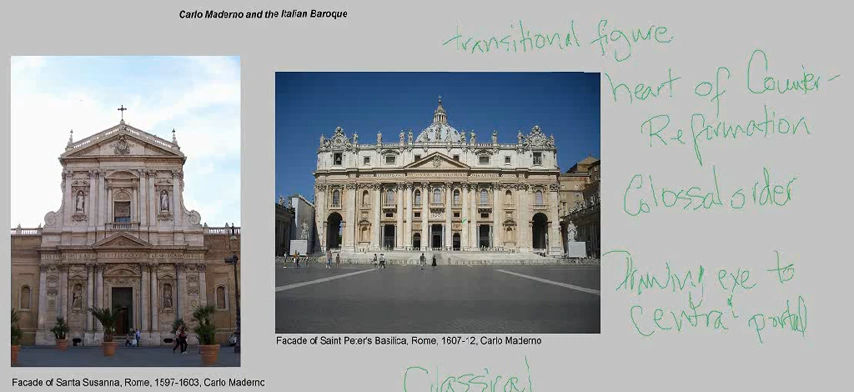 Carlo Maderno and the Italian Baroque
transitional figure
heart of Counter-
Reformation
Colossal order
Drawing eye to
central portal
Facade of Saint Peter's Basilica, Rome, 1607-12, Carlo Maderno
Classical
Facade of Santa Susanna, Rome, 1597-1603, Carlo Maderno